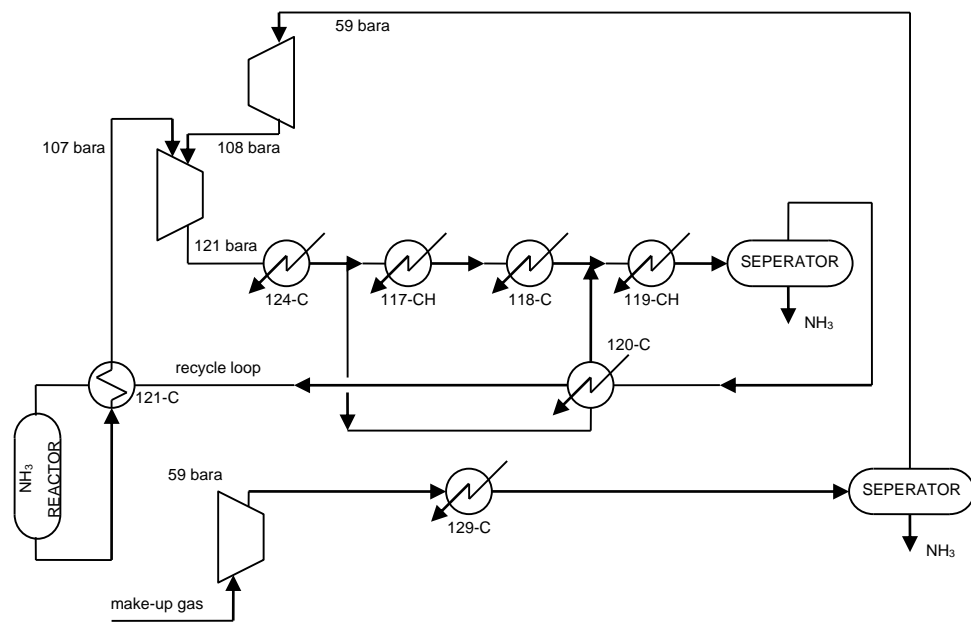 59 bara
107 bara
108 bara
121 bara
SEPERATOR
124-C
117-CH
118-C
119-CH
NH₃
120-C
recycle loop
121-C
NH₃
REACTOR
59 bara
SEPERATOR
129-C
NH₃
make-up gas